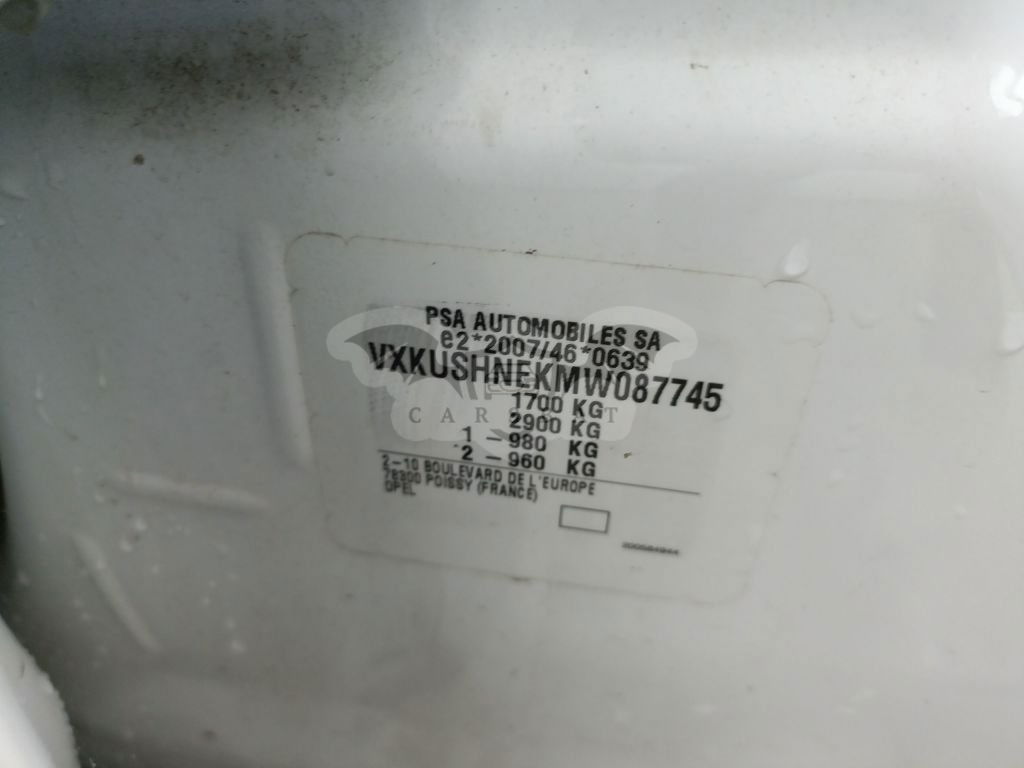 PSA AUTOMOBILES SA
e2*2007/46*0639
VXKUSHNEKMW087745
1700 KG
2900 KG
1 - 980 KG
2 - 960 KG
2-10 BOULEVARD DE L'EUROPE
78300 POISSY (FRANCE)
OPEL